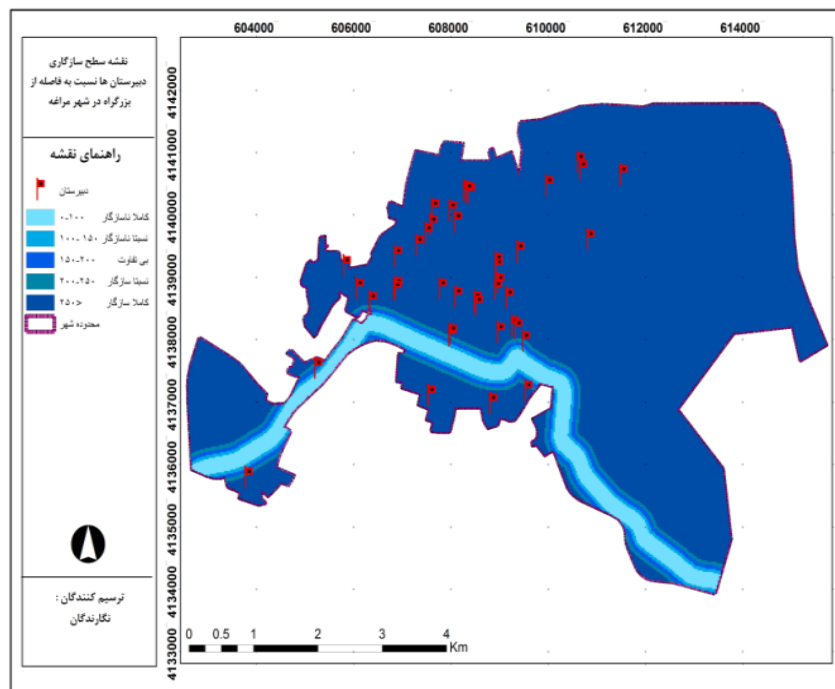 نقشه سطح سازگاری
دبیرستان ها نسبت به فاصله از
بزرگراه در شهر مراغه
راهنمای نقشه
دبیرستان
کاملا ناسازگار ۰-۱۰۰
نسبتا ناسازگار ۱۰۰-۱۵۰
بی تفاوت ۱۵۰-۲۰۰
نسبتا سازگار ۲۰۰-۲۵۰
کاملا سازگار ۲۵۰<
محدوده شهر
ترسیم کنندگان :
نگارندگان
604000 606000 608000 610000 612000 614000
4142000
4141000
4140000
4139000
4138000
4137000
4136000
4135000
4134000
4133000
0 0.5 1 2 3 4
Km